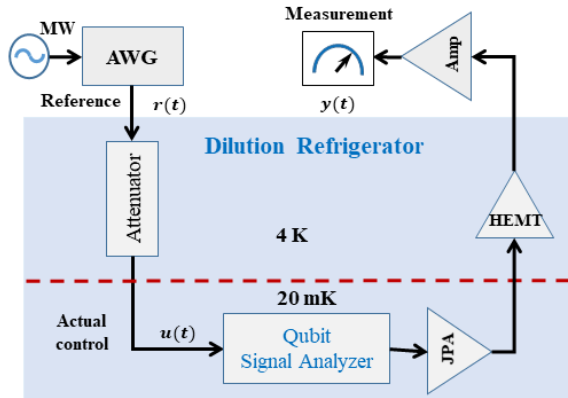 MW
AWG
Reference
r(t)
Measurement
y(t)
Amp
Dilution Refrigerator
Attenuator
HEMT
4 K
20 mK
Actual
control
u(t)
Qubit
Signal Analyzer
JPA